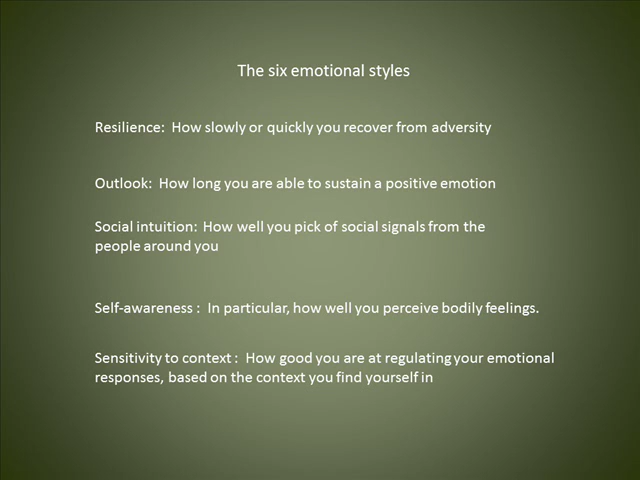 The six emotional styles
Resilience:  How slowly or quickly you recover from adversity
Outlook:  How long you are able to sustain a positive emotion
Social intuition:  How well you pick of social signals from the
people around you
Self-awareness :  In particular, how well you perceive bodily feelings.
Sensitivity to context :  How good you are at regulating your emotional
responses, based on the context you find yourself in